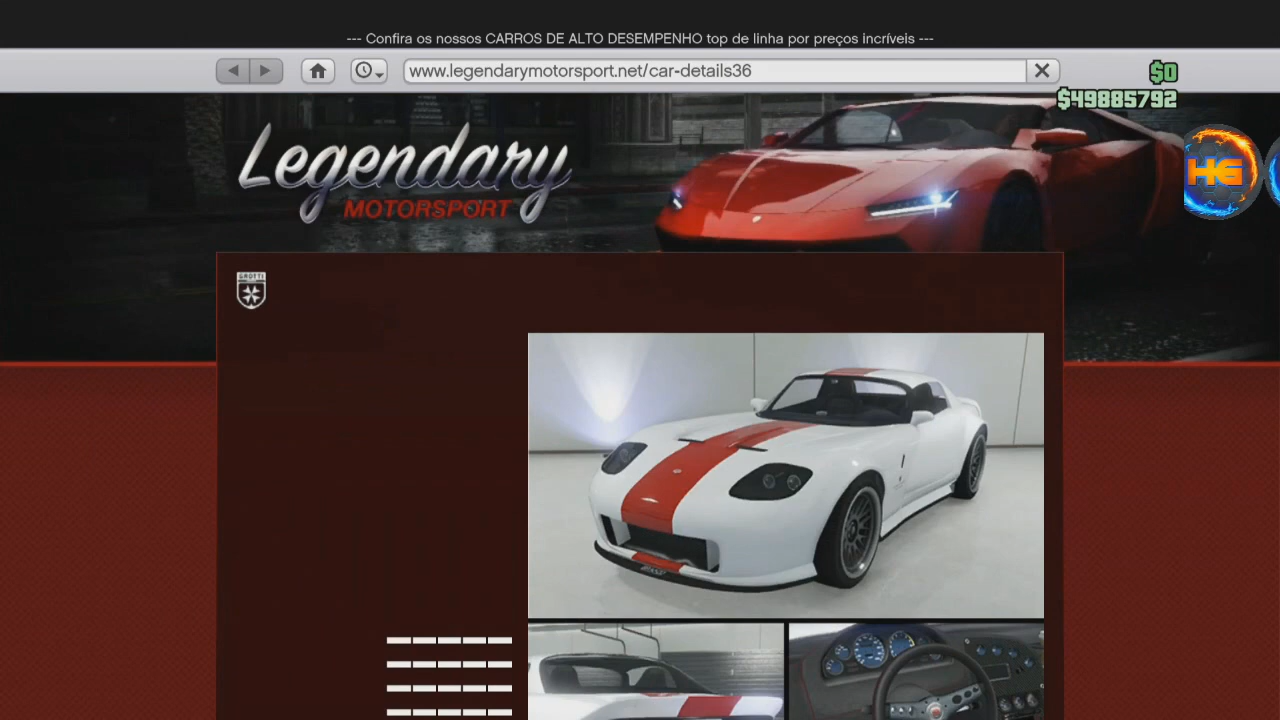 --- Confira os nossos CARROS DE ALTO DESEMPENHO top de linha por preços incríveis ---
www.legendarymotorsport.net/car-details36
$0
$49885792
Legendary
MOTORSPORT
HG
GROTTI